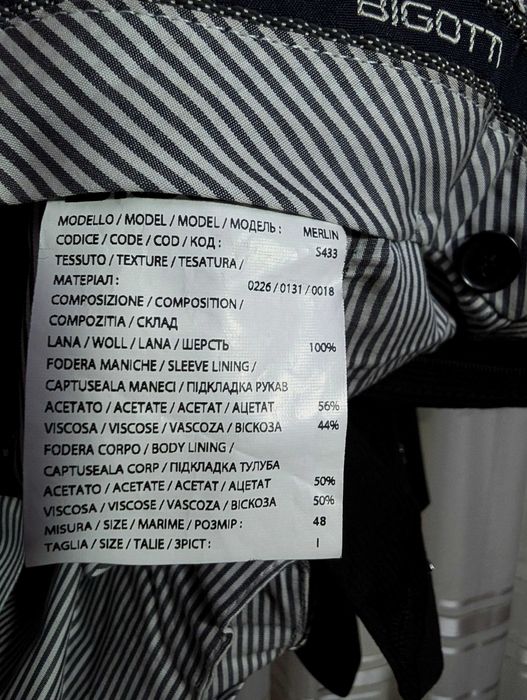 BIGOTTI
MODELLO / MODEL / MODEL / МОДЕЛЬ : MERLIN
CODICE / CODE / COD / КОД : S433
TESSUTO / TEXTURE / TESATURA /
МАТЕРІАЛ : 0226 / 0131 / 0018
COMPOSIZIONE / COMPOSITION /
COMPOZITIA / СКЛАД
LANA / WOLL / LANA / ШЕРСТЬ 100%
FODERA MANICHE / SLEEVE LINING /
CAPTUSEALA MANECI / ПІДКЛАДКА РУКАВ
ACETATO / ACETATE / ACETAT / АЦЕТАТ 56%
VISCOSA / VISCOSE / VASCOZA / ВІСКОЗА 44%
FODERA CORPO / BODY LINING /
CAPTUSEALA CORP / ПІДКЛАДКА ТУЛУБА
ACETATO / ACETATE / ACETAT / АЦЕТАТ 50%
VISCOSA / VISCOSE / VASCOZA / ВІСКОЗА 50%
MISURA / SIZE / MARIME / РОЗМІР : 48
TAGLIA / SIZE / TALIE / ЗРІСТ : I